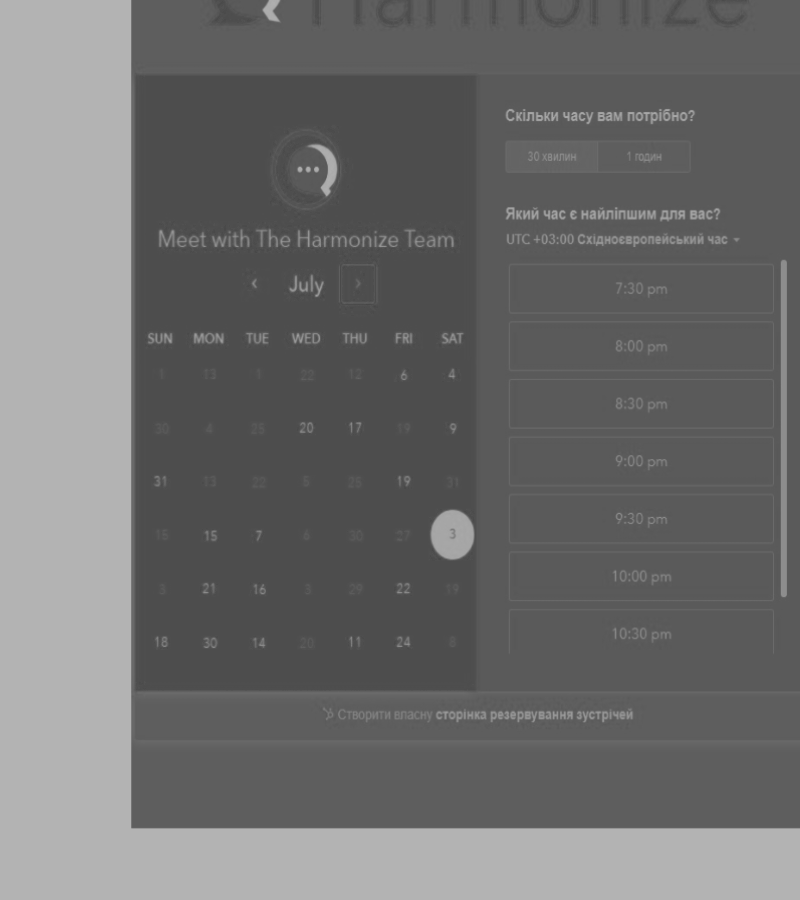 Harmonize
Meet with The Harmonize Team
July
SUN MON TUE WED THU FRI SAT
1 13 1 22 12 6 4
30 4 25 20 17 19 9
31 13 22 5 25 19 31
15 15 7 4 30 27 3
21 16 3 29 22 19
18 30 14 20 11 24 8
Скільки часу вам потрібно?
30 хвилин 1 годин
Який час є найліпшим для вас?
UTC +03:00 Східноєвропейський час
7:30 pm
8:00 pm
8:30 pm
9:00 pm
9:30 pm
10:00 pm
10:30 pm
Створити власну сторінка резервування зустрічей